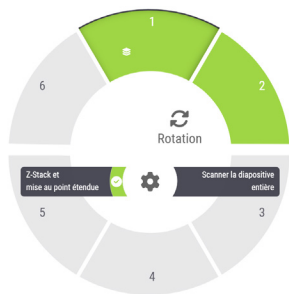 1
6
2
Rotation
Z-Stack et
mise au point étendue
Scanner la diapositive
entière
5
3
4